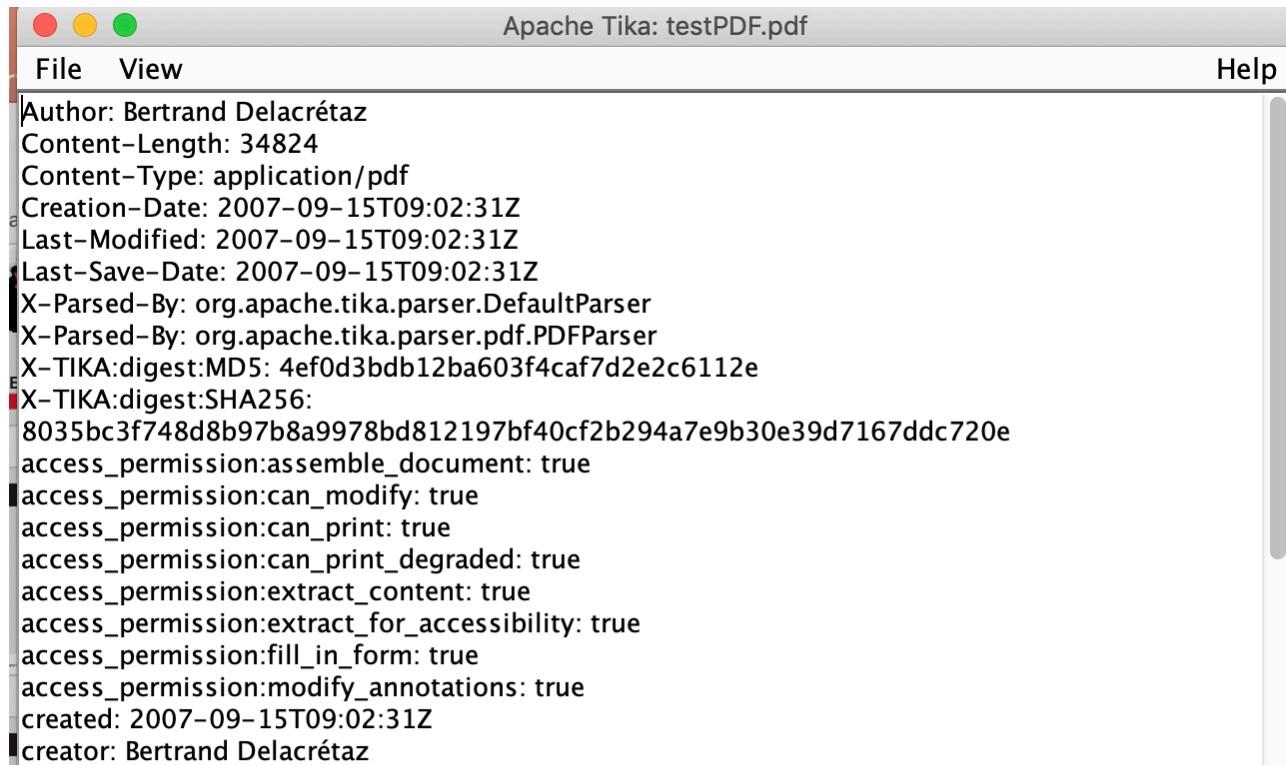 Apache Tika: testPDF.pdf
File View Help
Author: Bertrand Delacrétaz
Content-Length: 34824
Content-Type: application/pdf
Creation-Date: 2007-09-15T09:02:31Z
Last-Modified: 2007-09-15T09:02:31Z
Last-Save-Date: 2007-09-15T09:02:31Z
X-Parsed-By: org.apache.tika.parser.DefaultParser
X-Parsed-By: org.apache.tika.parser.pdf.PDFParser
X-TIKA:digest:MD5: 4ef0d3bdb12ba603f4caf7d2e2c6112e
X-TIKA:digest:SHA256:
8035bc3f748d8b97b8a9978bd812197bf40cf2b294a7e9b30e39d7167ddc720e
access_permission:assemble_document: true
access_permission:can_modify: true
access_permission:can_print: true
access_permission:can_print_degraded: true
access_permission:extract_content: true
access_permission:extract_for_accessibility: true
access_permission:fill_in_form: true
access_permission:modify_annotations: true
created: 2007-09-15T09:02:31Z
creator: Bertrand Delacrétaz